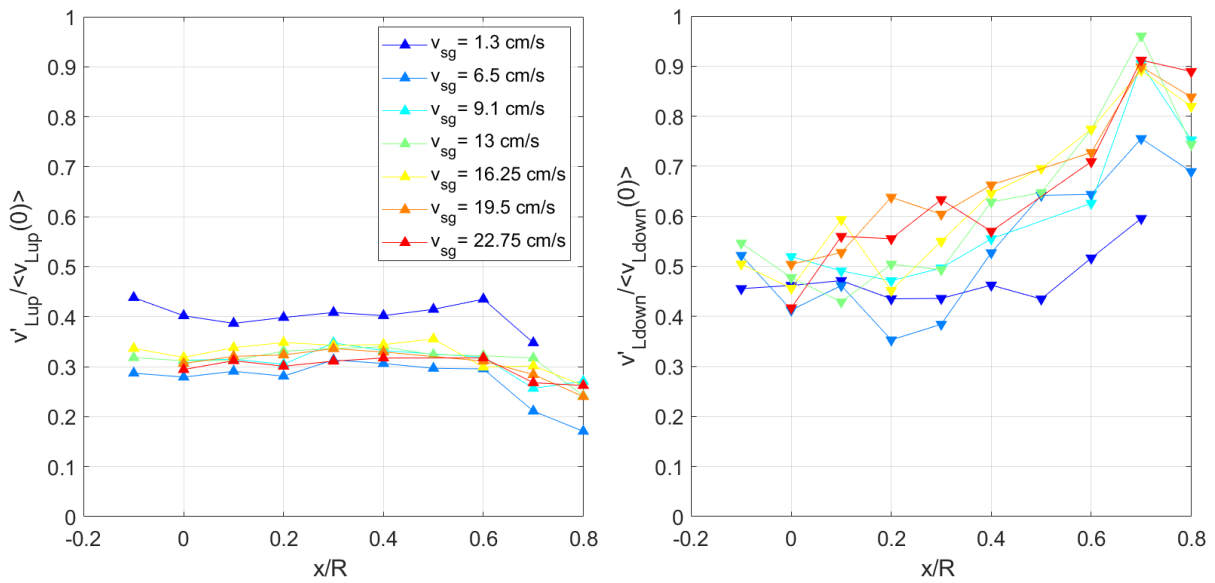 1
0.9
0.8
0.7
0.6
0.5
0.4
0.3
0.2
0.1
0
-0.2 0 0.2 0.4 0.6 0.8
x/R
v'Lup/<vLup(0)>
vsg= 1.3 cm/s
vsg= 6.5 cm/s
vsg= 9.1 cm/s
vsg= 13 cm/s
vsg= 16.25 cm/s
vsg= 19.5 cm/s
vsg= 22.75 cm/s
1
0.9
0.8
0.7
0.6
0.5
0.4
0.3
0.2
0.1
0
-0.2 0 0.2 0.4 0.6 0.8
x/R
v'Ldown/<vLdown(0)>